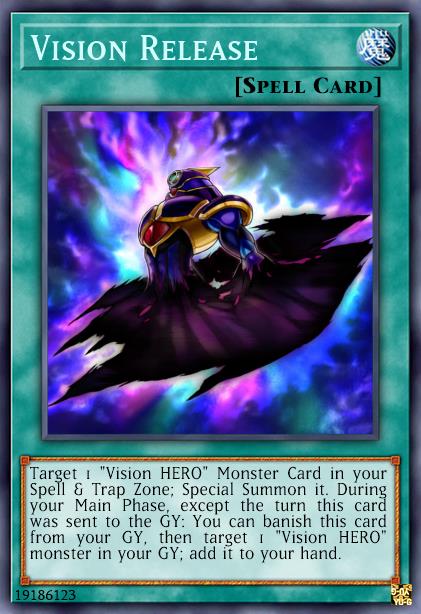 Vision Release
魔
[Spell Card]
Target 1 "Vision HERO" Monster Card in your
Spell & Trap Zone; Special Summon it. During
your Main Phase, except the turn this card
was sent to the GY: You can banish this card
from your GY, then target 1 "Vision HERO"
monster in your GY; add it to your hand.
19186123